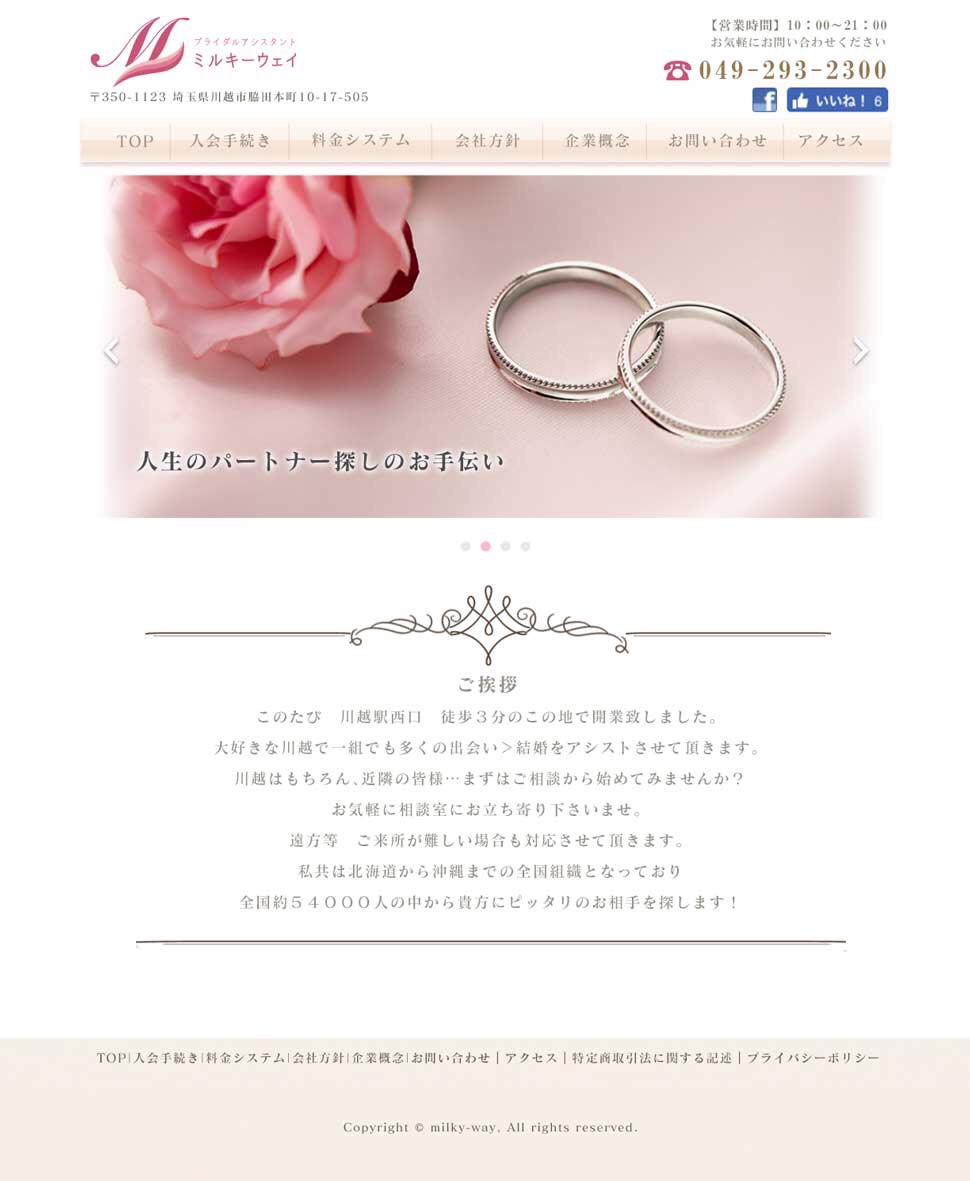 ブライダルアシスタント
ミルキーウェイ
〒350-1123 埼玉県川越市脇田本町10-17-505
【営業時間】10：00～21：00
お気軽にお問い合わせください
049-293-2300
いいね！ 6
TOP 入会手続き 料金システム 会社方針 企業概念 お問い合わせ アクセス
人生のパートナー探しのお手伝い
ご挨拶
このたび　川越駅西口　徒歩３分のこの地で開業致しました。
大好きな川越で一組でも多くの出会い＞結婚をアシストさせて頂きます。
川越はもちろん、近隣の皆様…まずはご相談から始めてみませんか？
お気軽に相談室にお立ち寄り下さいませ。
遠方等　ご来所が難しい場合も対応させて頂きます。
私共は北海道から沖縄までの全国組織となっており
全国約５４０００人の中から貴方にピッタリのお相手を探します！
TOP|入会手続き|料金システム|会社方針|企業概念|お問い合わせ｜アクセス｜特定商取引法に関する記述｜プライバシーポリシー
Copyright © milky-way, All rights reserved.